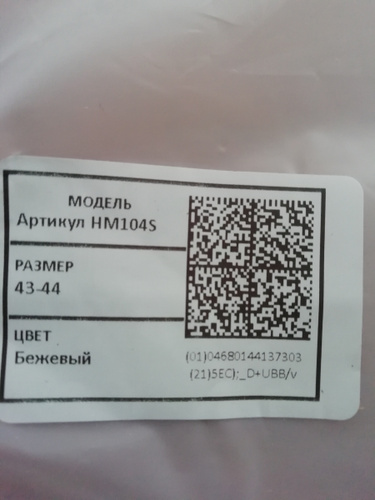 МОДЕЛЬ
Артикул HM104S
РАЗМЕР
43-44
ЦВЕТ
Бежевый
(01)04680144137303
(21)5EC);_D+UBB/v